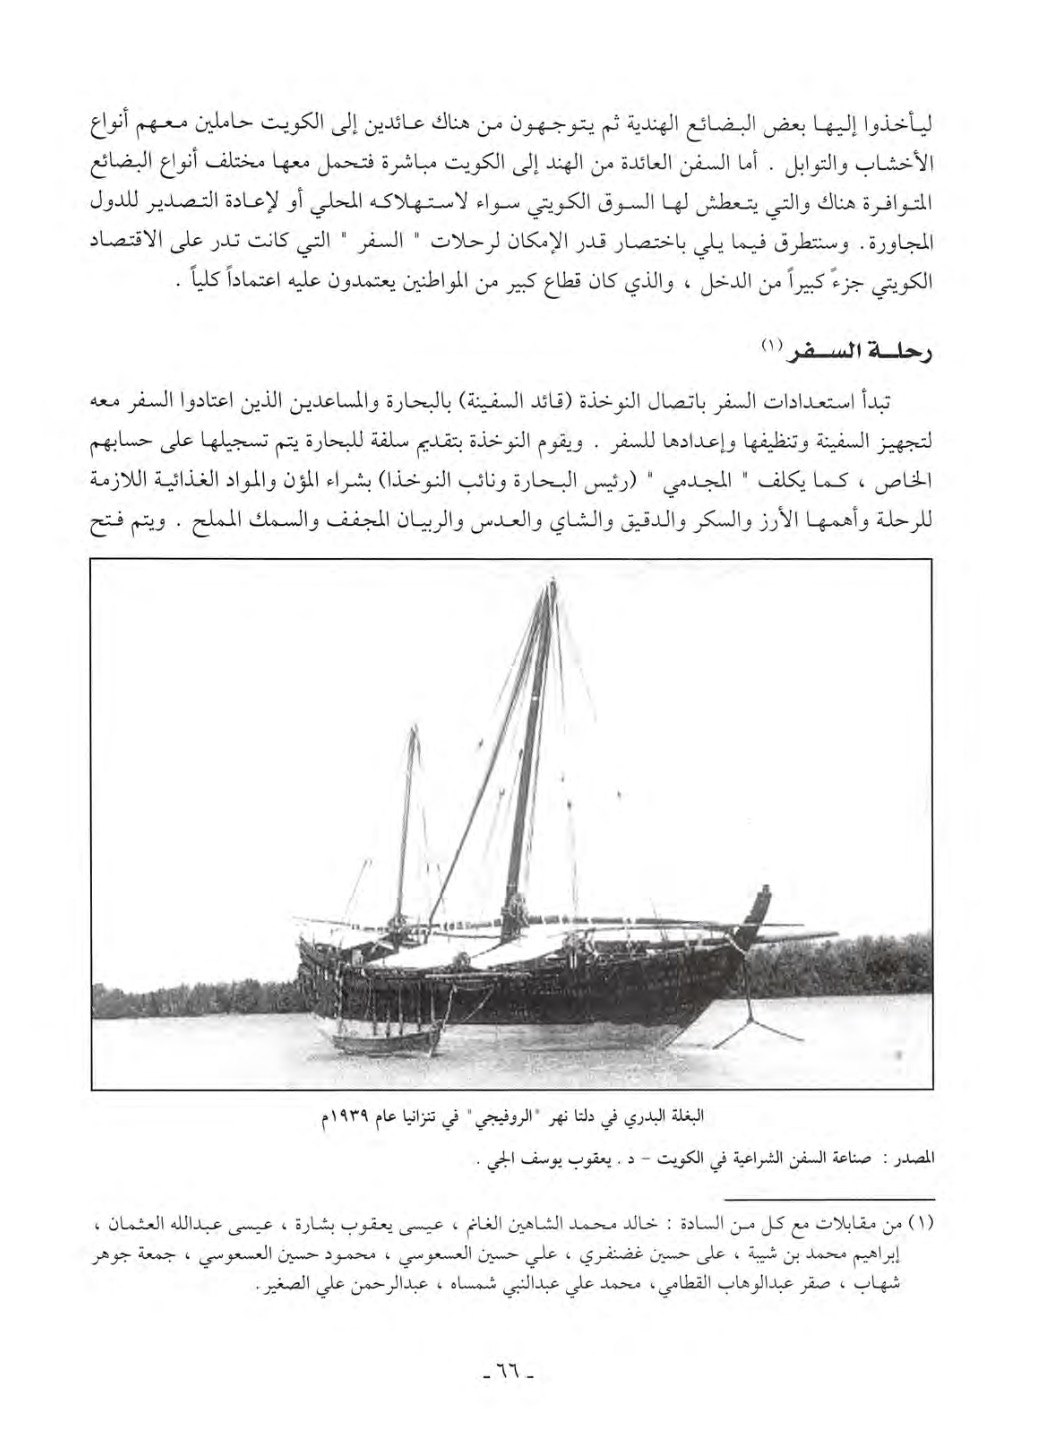 ليأخذوا إليها بعض البضائع الهندية ثم يتوجهون من هناك عائدين إلى الكويت حاملين معهم أنواع
الأخشاب والتوابل . أما السفن العائدة من الهند إلى الكويت مباشرة فتحمل معها مختلف أنواع البضائع
المتوافرة هناك والتي يتعطش لها السوق الكويتي سواء لاستهلاكه المحلي أو لإعادة التصدير للدول
المجاورة. وسنتطرق فيما يلي باختصار قدر الإمكان لرحلات " السفر " التي كانت تدر على الاقتصاد
الكويتي جزءً كبيراً من الدخل ، والذي كان قطاع كبير من المواطنين يعتمدون عليه اعتماداً كلياً .
رحلة السفر (١)
تبدأ استعدادات السفر باتصال النوخذة (قائد السفينة) بالبحارة والمساعدين الذين اعتادوا السفر معه
لتجهيز السفينة وتنظيفها وإعدادها للسفر . ويقوم النوخذة بتقديم سلفة للبحارة يتم تسجيلها على حسابهم
الخاص ، كما يكلف " المجدمي " (رئيس البحارة ونائب النوخذا) بشراء المؤن والمواد الغذائية اللازمة
للرحلة وأهمها الأرز والسكر والدقيق والشاي والعدس والربيان المجفف والسمك المملح . ويتم فتح
البغلة البدري في دلتا نهر "الروفيجي" في تنزانيا عام ١٩٣٩م
المصدر : صناعة السفن الشراعية في الكويت – د . يعقوب يوسف الحجي .
(١) من مقابلات مع كل من السادة : خالد محمد الشاهين الغانم ، عيسى يعقوب بشارة ، عيسى عبدالله العثمان ،
إبراهيم محمد بن شيبة ، على حسين غضنفري ، علي حسين العسعوسي ، محمود حسين العسعوسي ، جمعة جوهر
شهاب ، صقر عبدالوهاب القطامي، محمد علي عبدالنبي شمساه ، عبدالرحمن علي الصغير.
ـ ٦٦ ـ